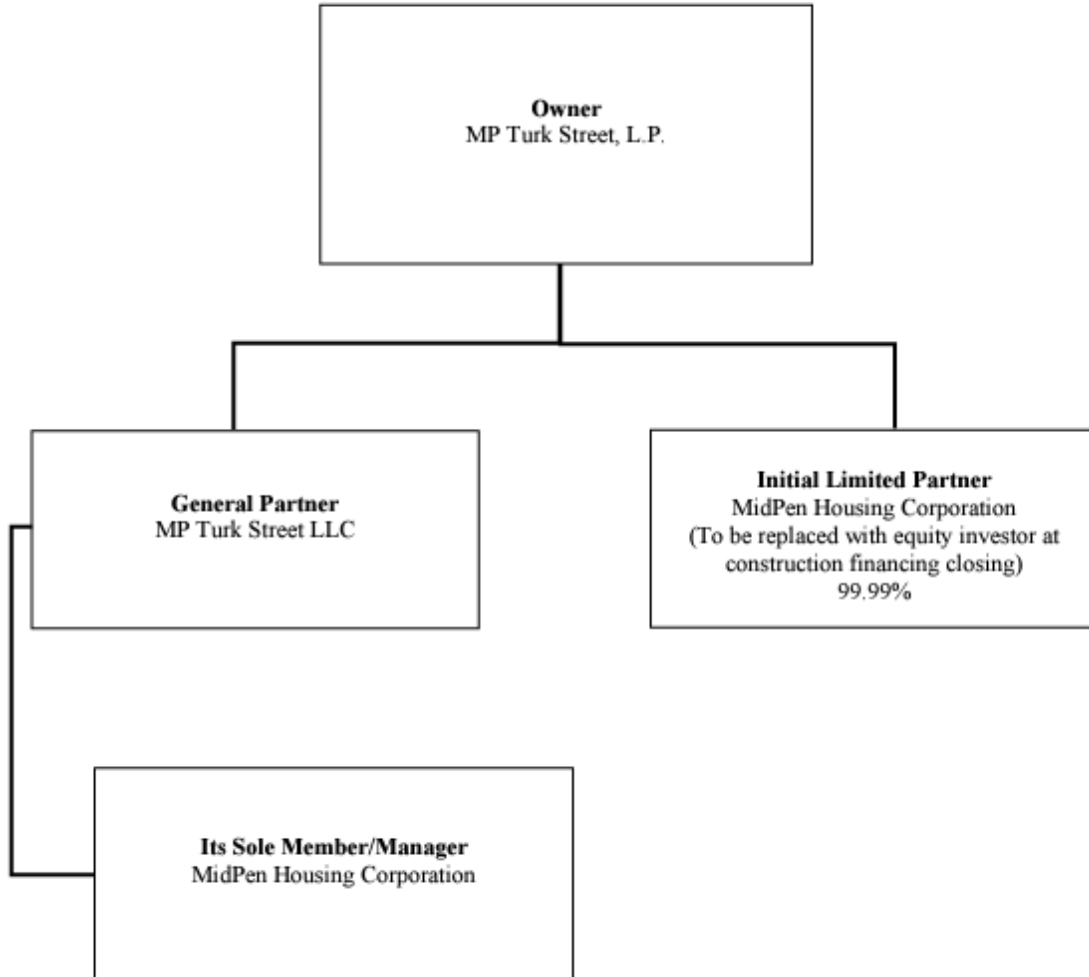 Owner
MP Turk Street, L.P.
General Partner
MP Turk Street LLC
Initial Limited Partner
MidPen Housing Corporation
(To be replaced with equity investor at
construction financing closing)
99.99%
Its Sole Member/Manager
MidPen Housing Corporation